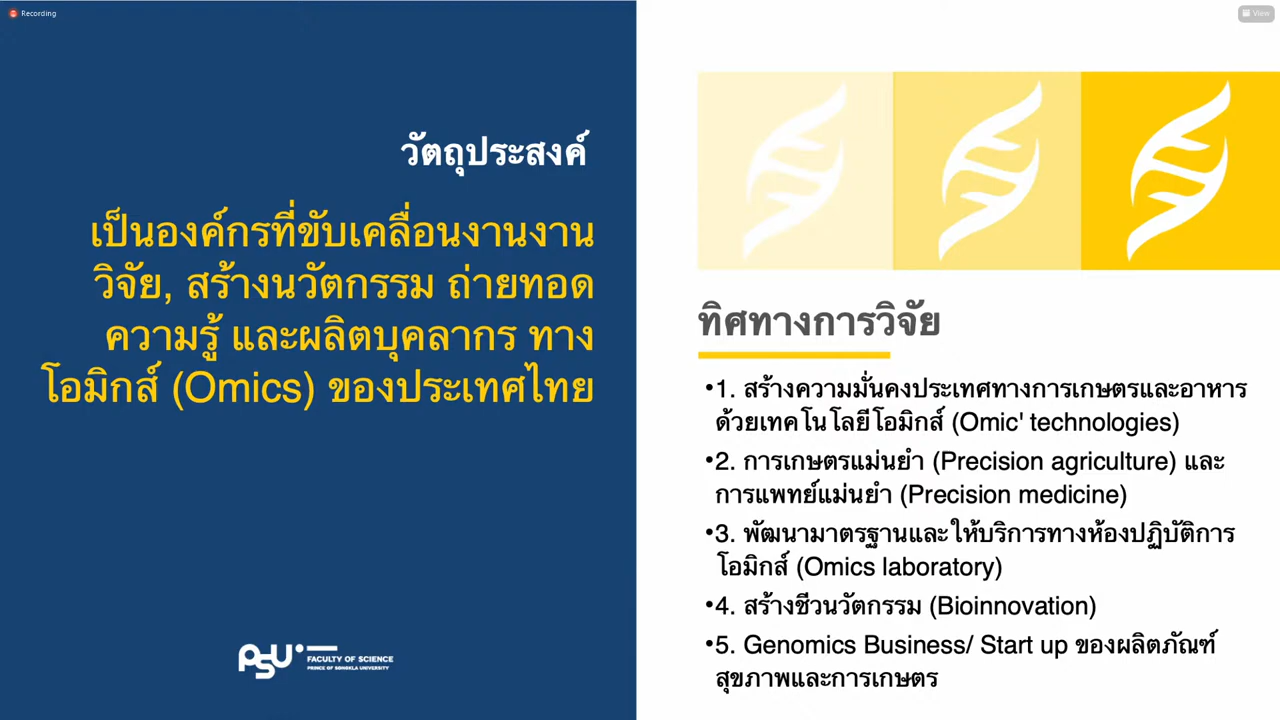 Recording
View
วัตถุประสงค์
เป็นองค์กรที่ขับเคลื่อนงานงาน
วิจัย, สร้างนวัตกรรม ถ่ายทอด
ความรู้ และผลิตบุคลากร ทาง
โอมิกส์ (Omics) ของประเทศไทย
PSU
FACULTY OF SCIENCE
PRINCE OF SONGKLA UNIVERSITY
ทิศทางการวิจัย
•1. สร้างความมั่นคงประเทศทางการเกษตรและอาหาร
ด้วยเทคโนโลยีโอมิกส์ (Omic' technologies)
•2. การเกษตรแม่นยำ (Precision agriculture) และ
การแพทย์แม่นยำ (Precision medicine)
•3. พัฒนามาตรฐานและให้บริการทางห้องปฏิบัติการ
โอมิกส์ (Omics laboratory)
•4. สร้างชีวนวัตกรรม (Bioinnovation)
•5. Genomics Business/ Start up ของผลิตภัณฑ์
สุขภาพและการเกษตร